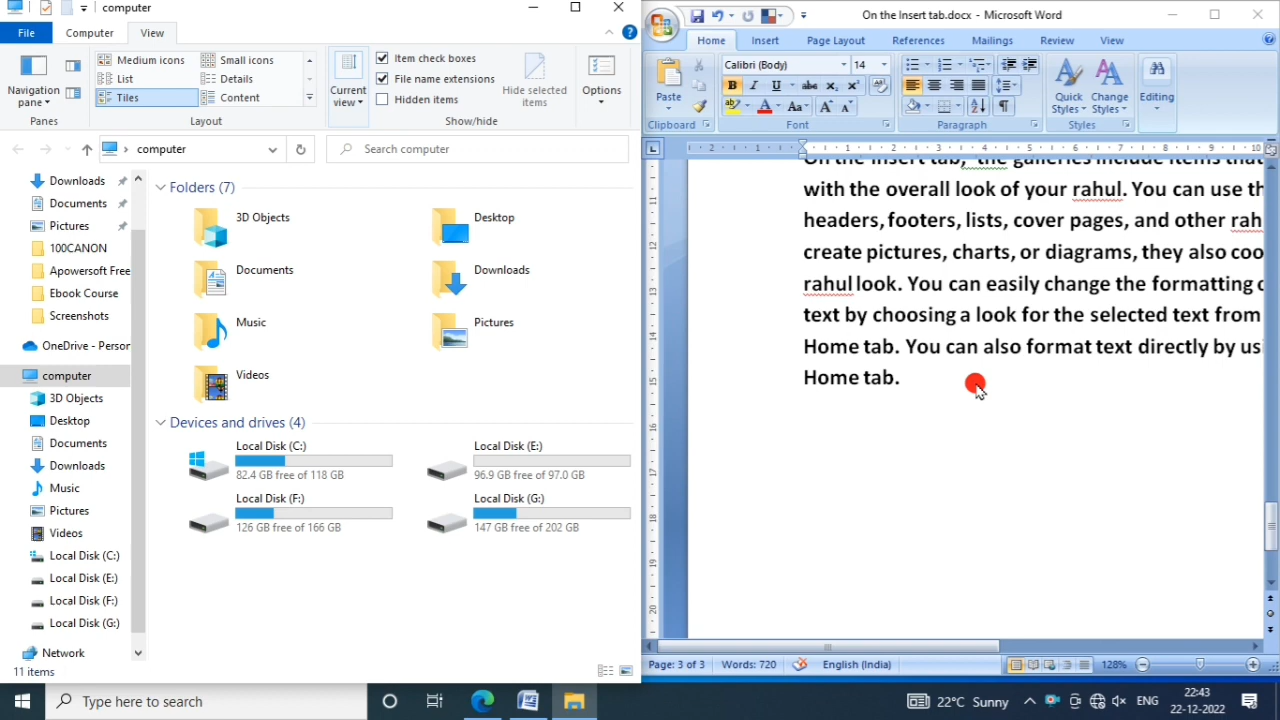 computer
File
Computer
View
Navigation pane
Medium icons
Small icons
List
Details
Tiles
Content
Current view
Item check boxes
File name extensions
Hidden items
Hide selected items
Options
Panes
Layout
Show/hide
computer
Search computer
Downloads
Documents
Pictures
100CANON
Apowersoft Free
Ebook Course
Screenshots
OneDrive - Person
computer
3D Objects
Desktop
Documents
Downloads
Music
Pictures
Videos
Local Disk (C:)
Local Disk (E:)
Local Disk (F:)
Local Disk (G:)
Network
11 items
Folders (7)
3D Objects
Desktop
Documents
Downloads
Music
Pictures
Videos
Devices and drives (4)
Local Disk (C:)
82.4 GB free of 118 GB
Local Disk (E:)
96.9 GB free of 97.0 GB
Local Disk (F:)
126 GB free of 166 GB
Local Disk (G:)
147 GB free of 202 GB
On the Insert tab.docx - Microsoft Word
Home
Insert
Page Layout
References
Mailings
Review
View
Paste
Calibri (Body)
14
Quick Styles
Change Styles
Editing
Clipboard
Font
Paragraph
Styles
On the Insert tab, the galleries include items that
with the overall look of your rahul. You can use th
headers, footers, lists, cover pages, and other rah
create pictures, charts, or diagrams, they also coo
rahul look. You can easily change the formatting o
text by choosing a look for the selected text from
Home tab. You can also format text directly by usi
Home tab.
Page: 3 of 3
Words: 720
English (India)
128%
Type here to search
22°C Sunny
ENG
22:43
22-12-2022